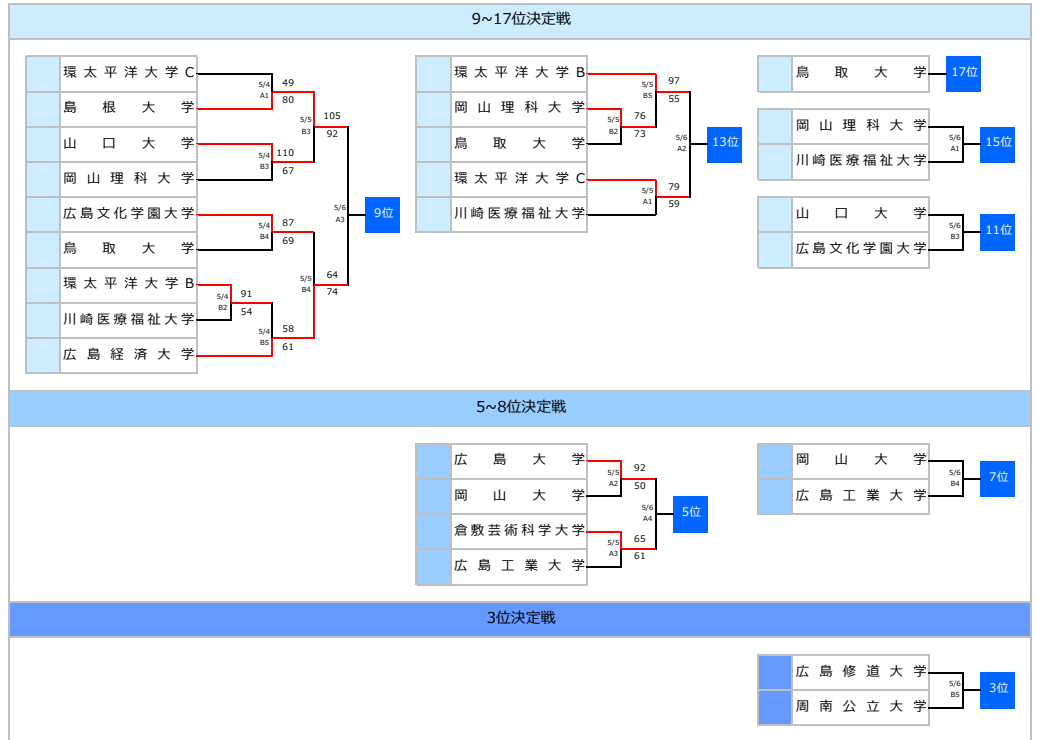 9~17位決定戦
環太平洋大学C
島根大学
山口大学
岡山理科大学
広島文化学園大学
鳥取大学
環太平洋大学B
川崎医療福祉大学
広島経済大学
5/4
A1
49
80
5/4
B3
110
67
5/4
B4
87
69
5/4
B2
91
54
5/4
B5
58
61
5/5
B3
105
92
5/5
B4
64
74
5/6
A3
9位
環太平洋大学B
岡山理科大学
鳥取大学
環太平洋大学C
川崎医療福祉大学
5/5
B5
97
55
5/5
B2
76
73
5/5
A1
79
59
5/6
A2
13位
鳥取大学
17位
岡山理科大学
川崎医療福祉大学
5/6
A1
15位
山口大学
広島文化学園大学
5/6
B3
11位
5~8位決定戦
広島大学
岡山大学
倉敷芸術科学大学
広島工業大学
5/5
A2
92
50
5/5
A3
65
61
5/6
A4
5位
岡山大学
広島工業大学
5/6
B4
7位
3位決定戦
広島修道大学
周南公立大学
5/6
B5
3位